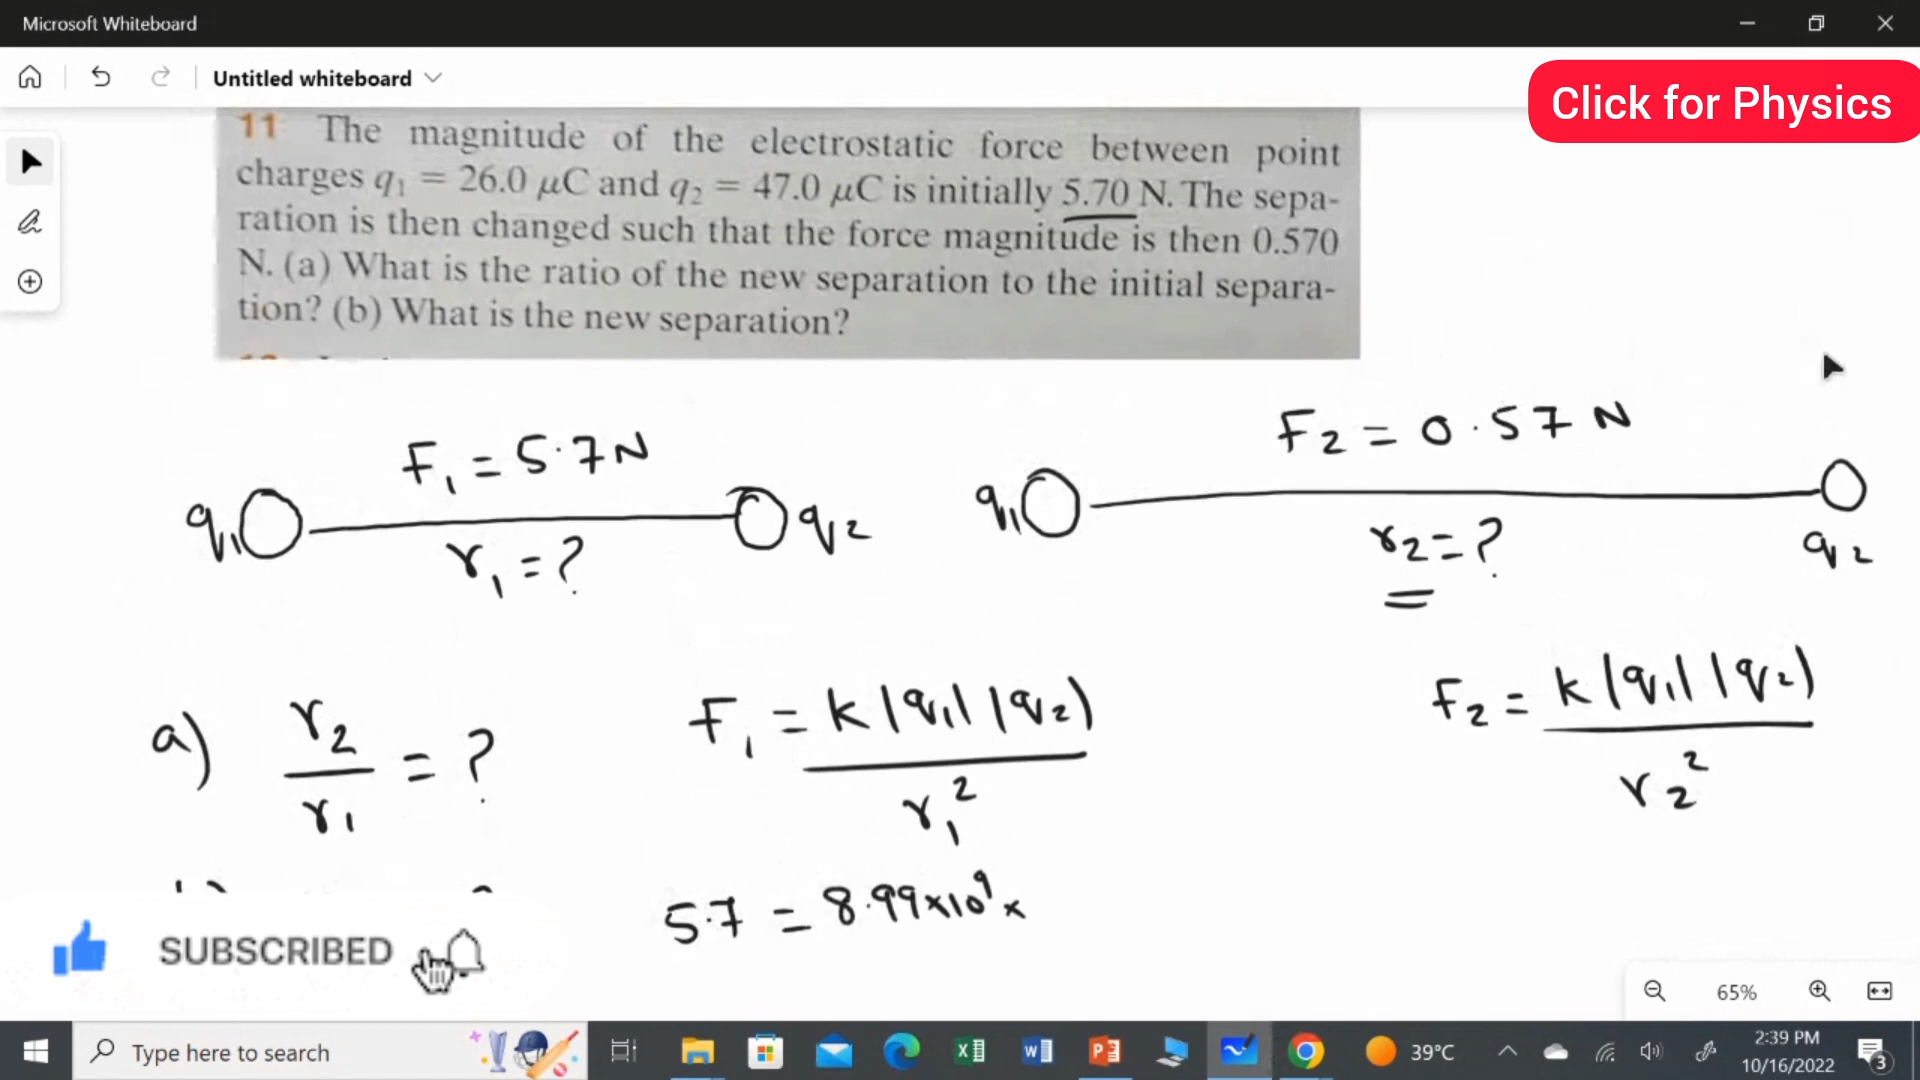 Microsoft Whiteboard
Untitled whiteboard
Click for Physics
11 The magnitude of the electrostatic force between point
charges q₁ = 26.0 μC and q₂ = 47.0 μC is initially 5.70 N. The sepa-
ration is then changed such that the force magnitude is then 0.570
N. (a) What is the ratio of the new separation to the initial separa-
tion? (b) What is the new separation?
F₁ = 5.7 N
q₁ q₂
r₁ = ?
F₂ = 0.57 N
q₁ q₂
r₂ = ?
a) r₂/r₁ = ?
F₁ = k|q₁||q₂|/r₁²
F₂ = k|q₁||q₂|/r₂²
5.7 = 8.99×10⁹ ×
SUBSCRIBED
65%
Type here to search
39°C
2:39 PM
10/16/2022
3